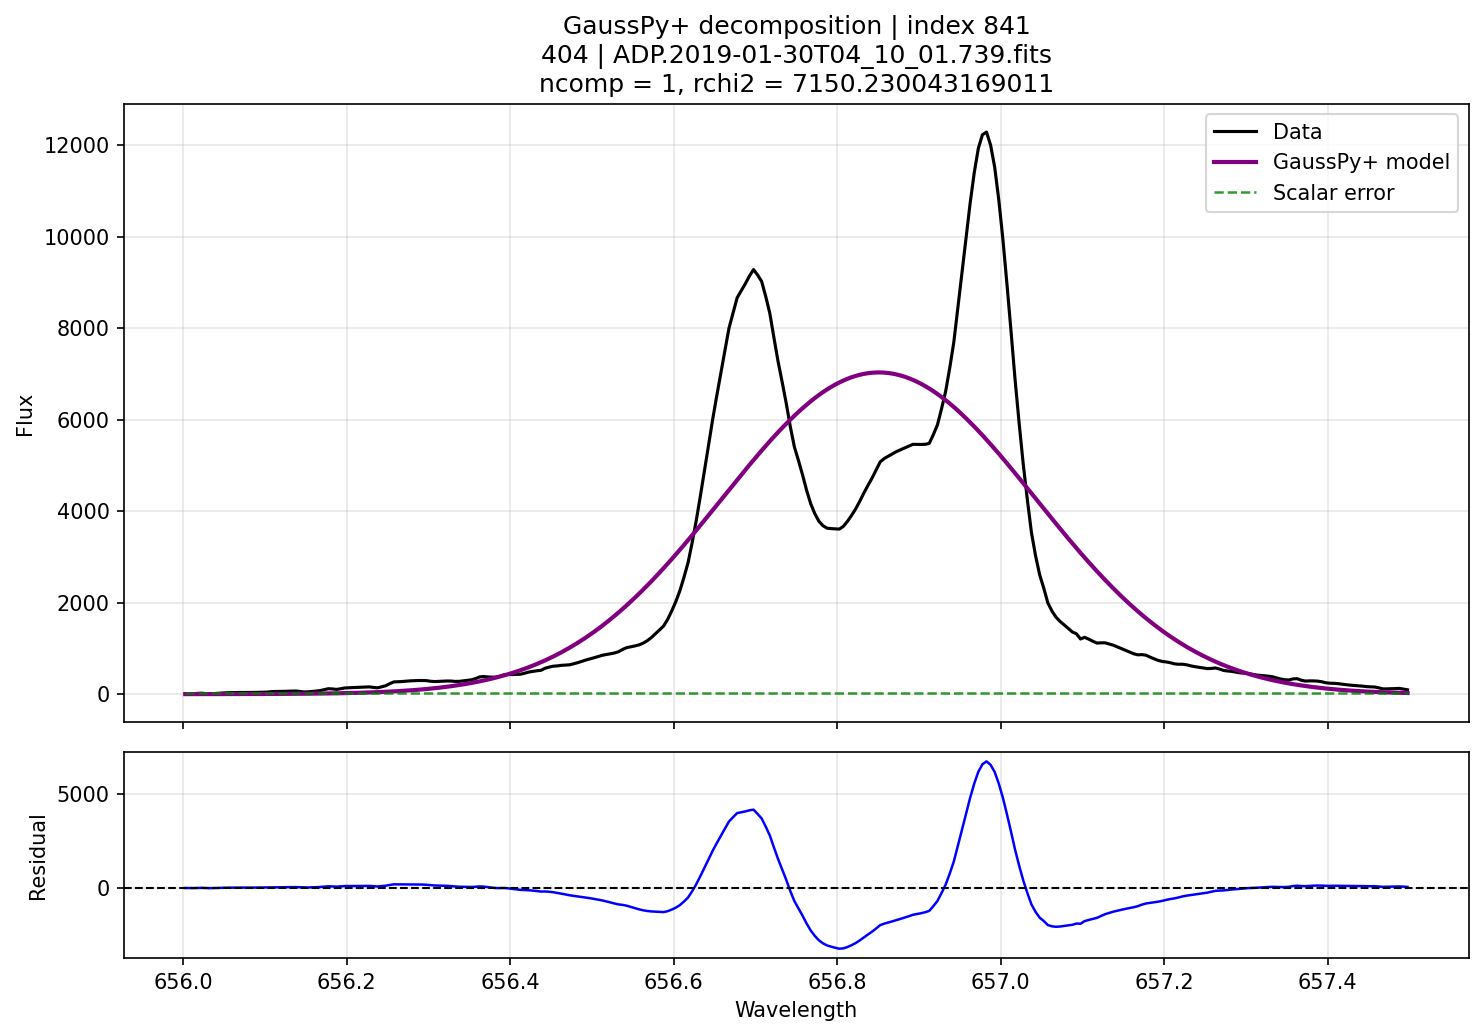 GaussPy+ decomposition | index 841
404 | ADP.2019-01-30T04_10_01.739.fits
ncomp = 1, rchi2 = 7150.230043169011
Data
GaussPy+ model
Scalar error
12000
10000
8000
6000
4000
2000
0
Flux
5000
0
Residual
656.0 656.2 656.4 656.6 656.8 657.0 657.2 657.4
Wavelength